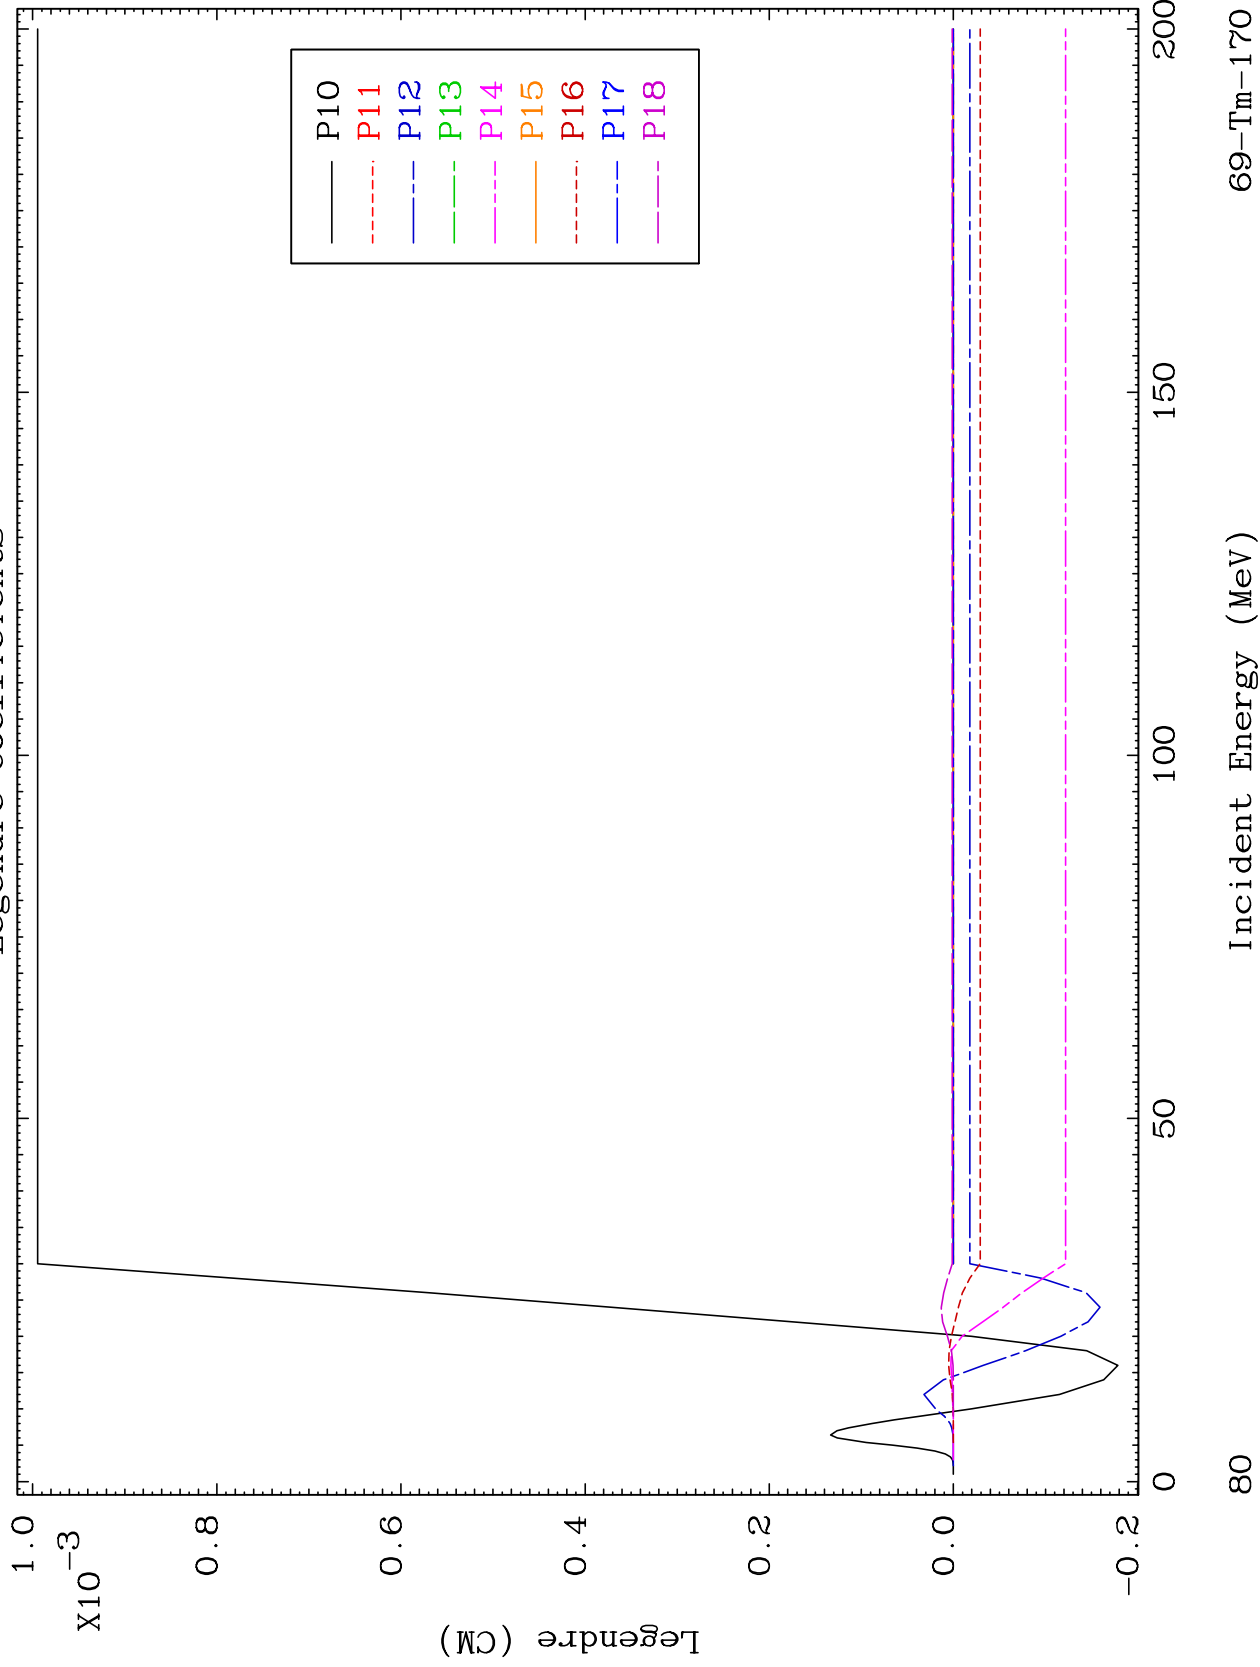 Legendre Coefficients
Legendre (CM)
X10-3
1.0
0.8
0.6
0.4
0.2
0.0
-0.2
P10
P11
P12
P13
P14
P15
P16
P17
P18
0
50
100
150
200
80
Incident Energy (MeV)
69-Tm-170